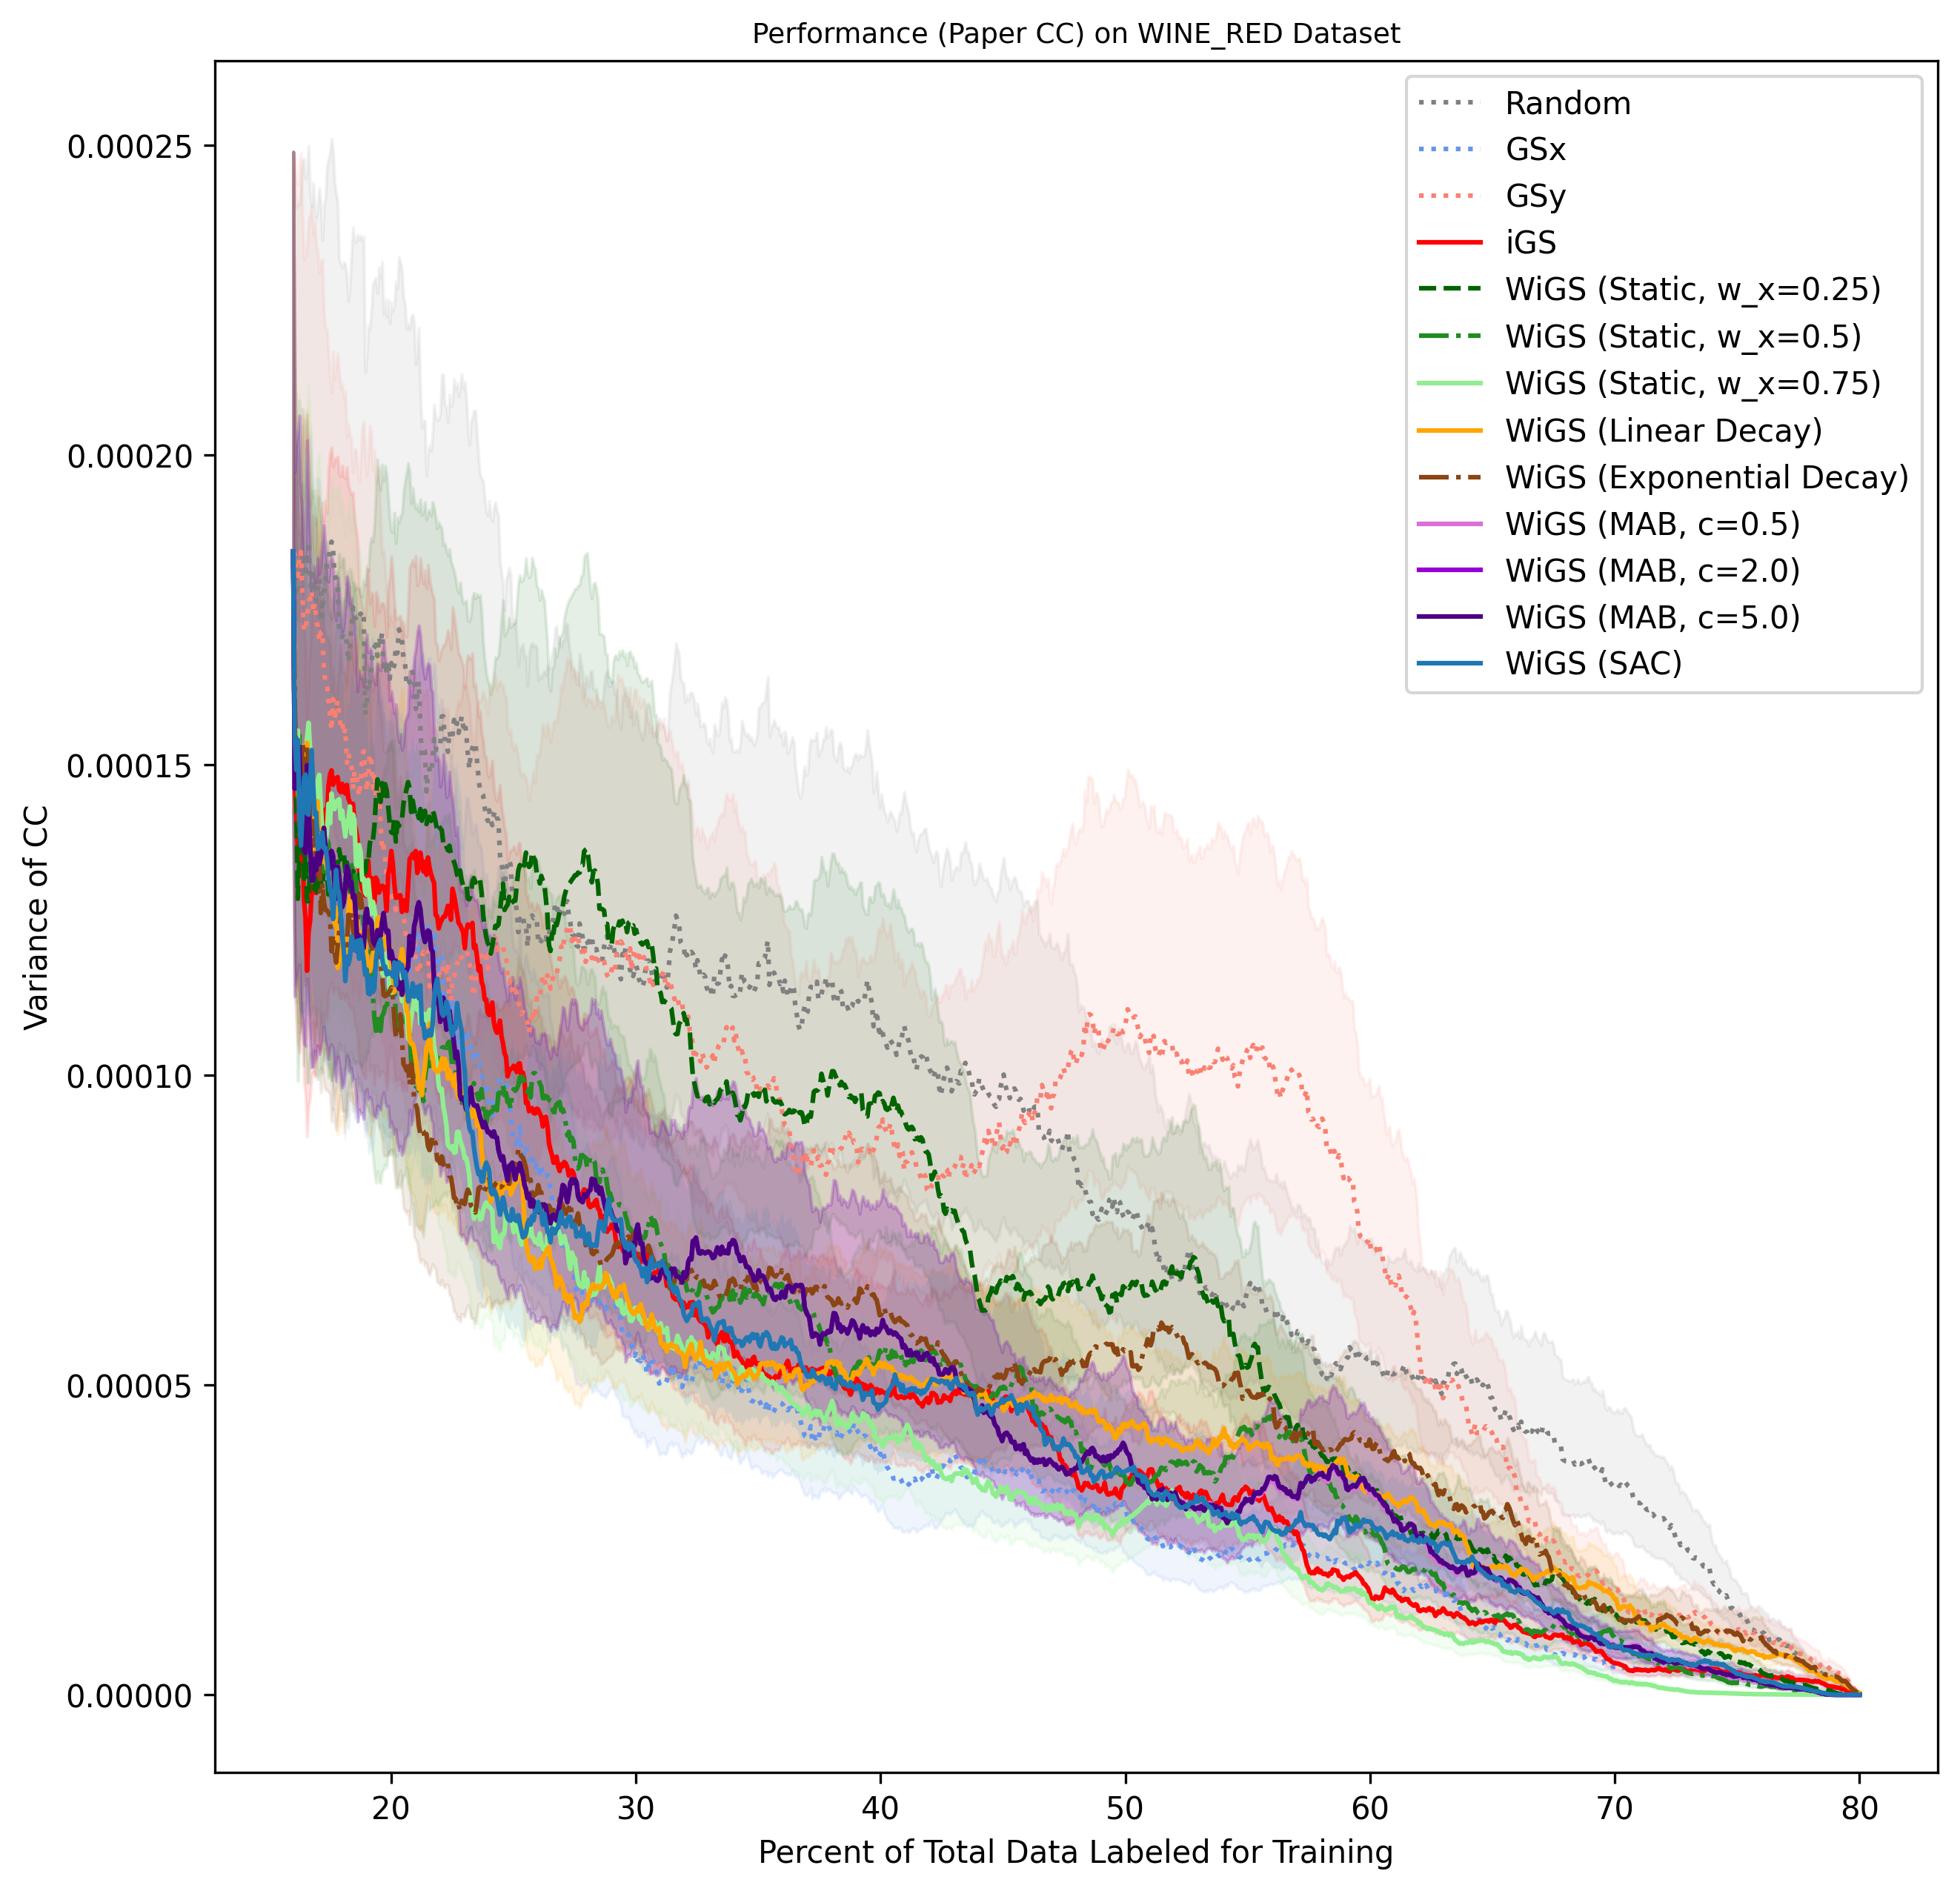 Performance (Paper CC) on WINE_RED Dataset
Variance of CC
0.00025
0.00020
0.00015
0.00010
0.00005
0.00000
Random
GSx
GSy
iGS
WiGS (Static, w_x=0.25)
WiGS (Static, w_x=0.5)
WiGS (Static, w_x=0.75)
WiGS (Linear Decay)
WiGS (Exponential Decay)
WiGS (MAB, c=0.5)
WiGS (MAB, c=2.0)
WiGS (MAB, c=5.0)
WiGS (SAC)
20 30 40 50 60 70 80
Percent of Total Data Labeled for Training